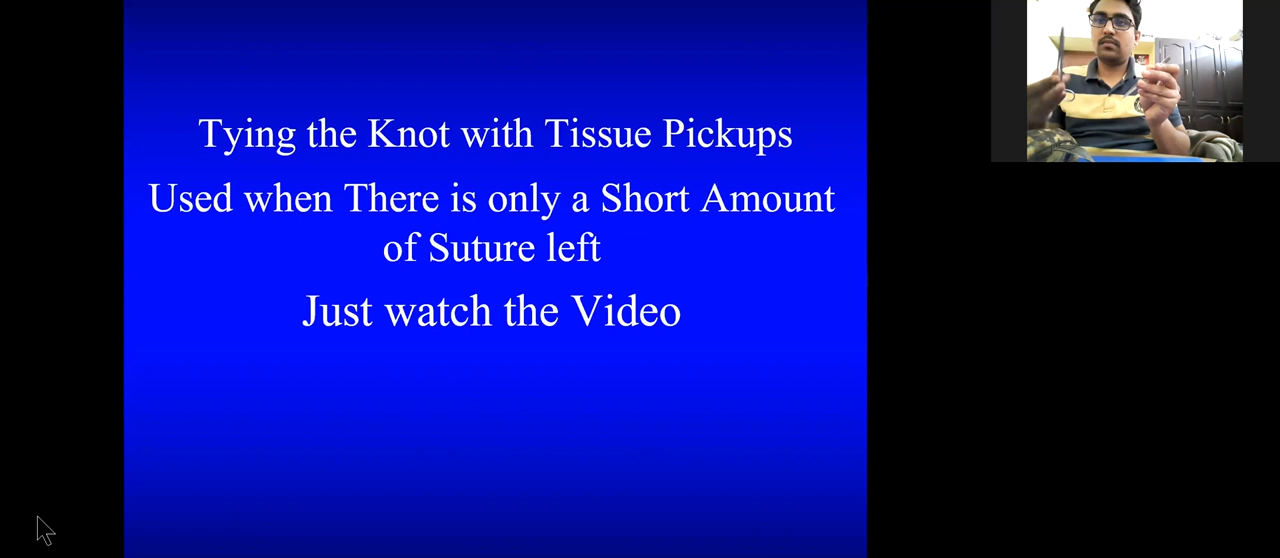 Tying the Knot with Tissue Pickups
Used when There is only a Short Amount
of Suture left
Just watch the Video